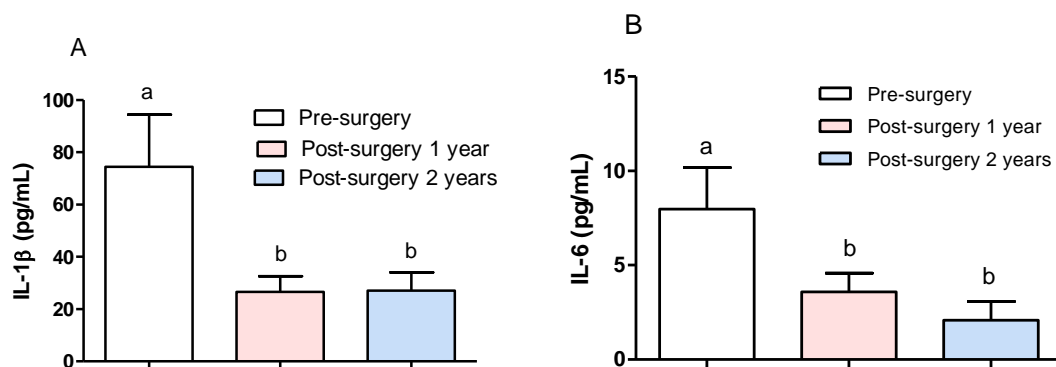 A
IL-1β (pg/mL)
100
80
60
40
20
0
a
b
b
Pre-surgery
Post-surgery 1 year
Post-surgery 2 years
B
IL-6 (pg/mL)
15
10
5
0
a
b
b
Pre-surgery
Post-surgery 1 year
Post-surgery 2 years